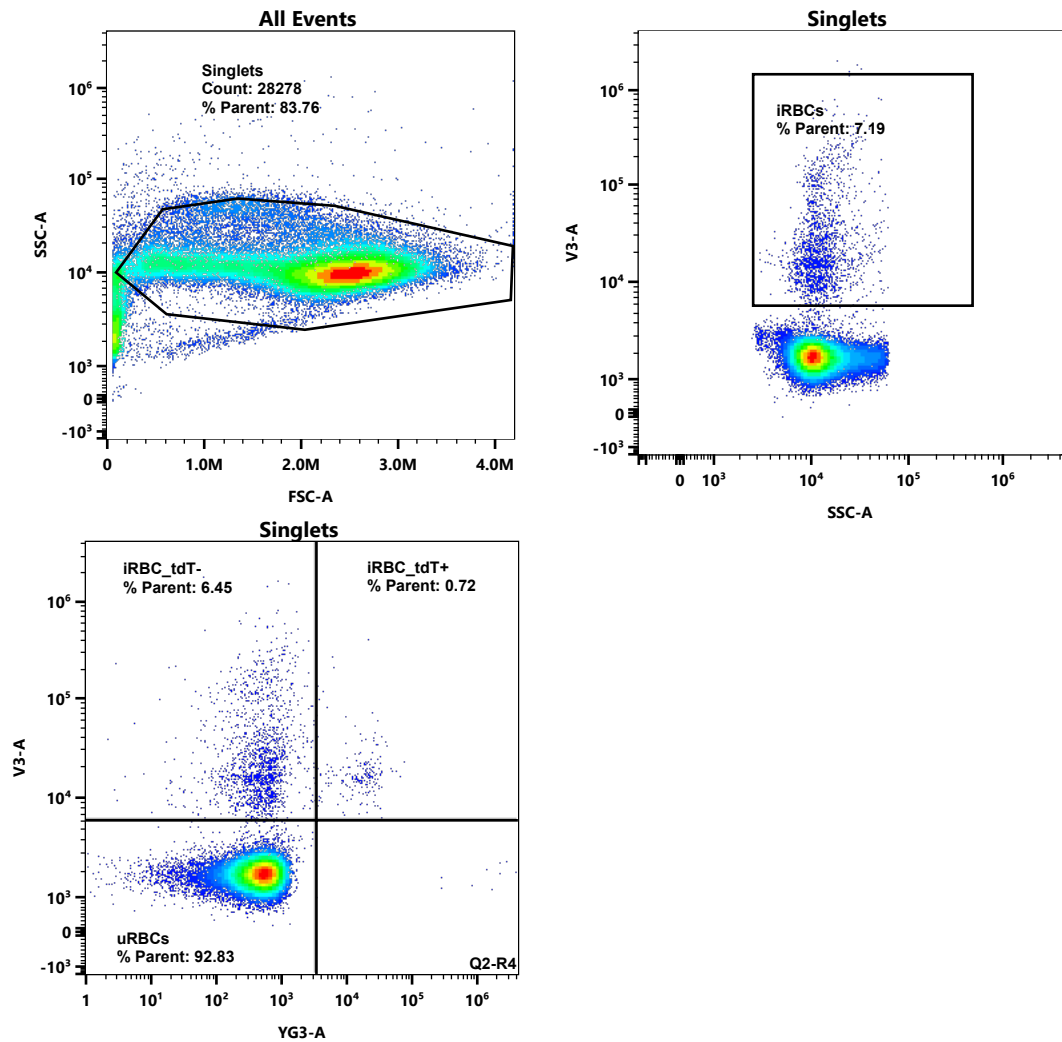 All Events
Singlets
Count: 28278
% Parent: 83.76
10⁶
10⁵
10⁴
10³
0
-10³
SSC-A
0
1.0M
2.0M
3.0M
4.0M
FSC-A
Singlets
iRBCs
% Parent: 7.19
10⁶
10⁵
10⁴
10³
0
-10³
V3-A
0
10³
10⁴
10⁵
10⁶
SSC-A
Singlets
iRBC_tdT-
% Parent: 6.45
iRBC_tdT+
% Parent: 0.72
10⁶
10⁵
10⁴
10³
0
-10³
V3-A
uRBCs
% Parent: 92.83
Q2-R4
1
10¹
10²
10³
10⁴
10⁵
10⁶
YG3-A